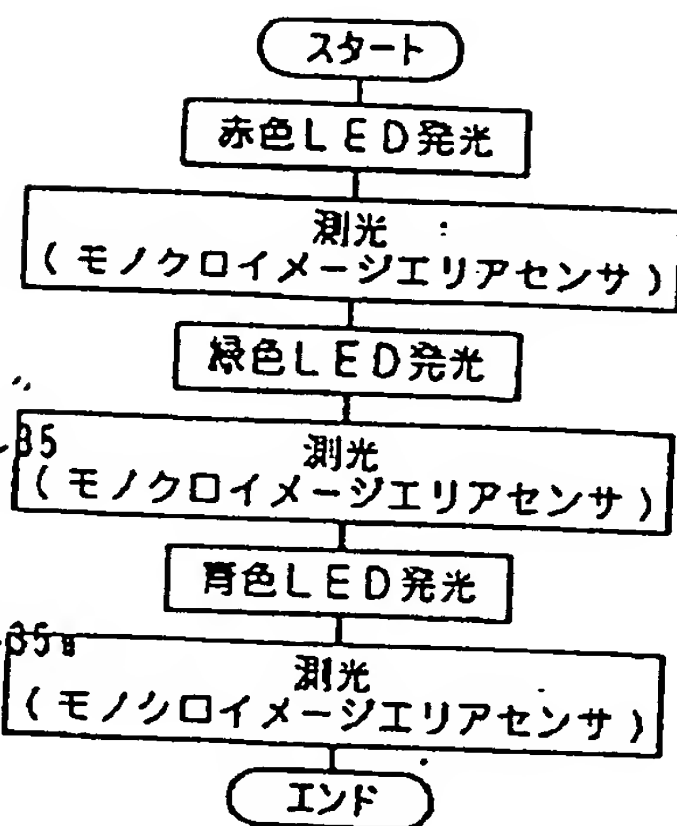 スタート
赤色LED発光
測光
(モノクロイメージエリアセンサ)
緑色LED発光
35
測光
(モノクロイメージエリアセンサ)
青色LED発光
35
測光
(モノクロイメージエリアセンサ)
エンド